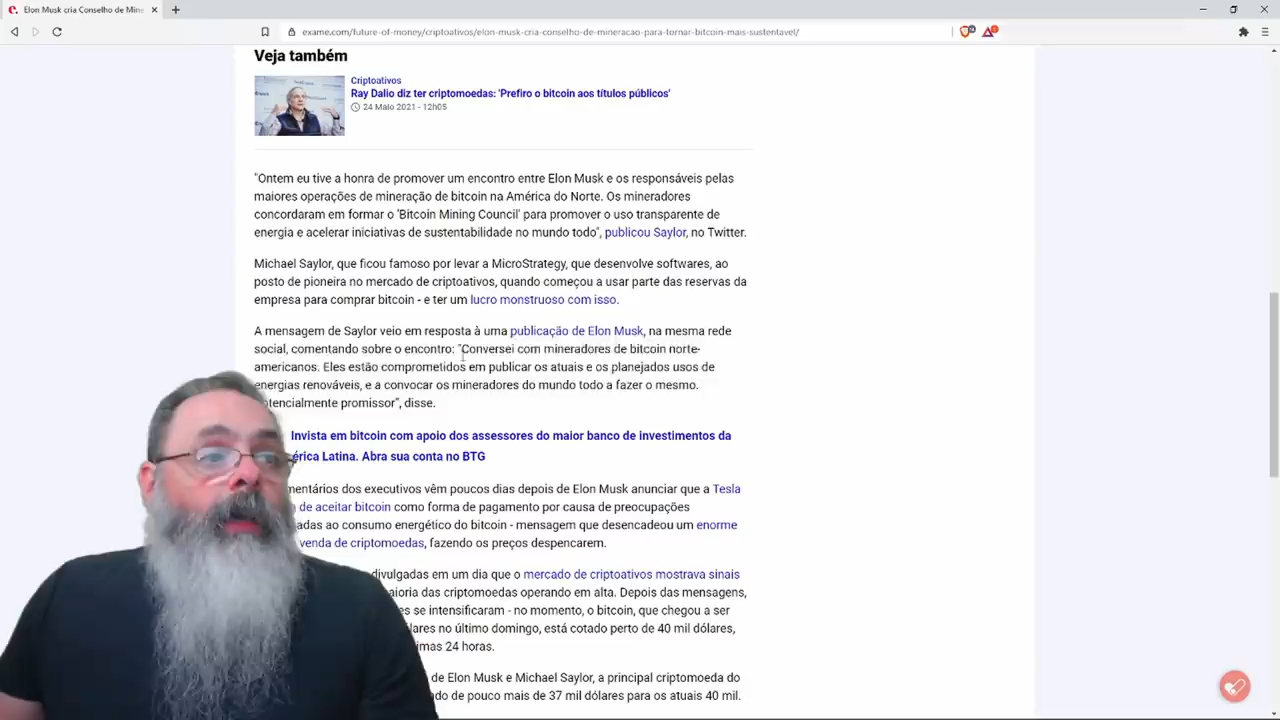 Elon Musk cria Conselho de Mine
exame.com/future-of-money/criptoativos/elon-musk-cria-conselho-de-mineracao-para-tornar-bitcoin-mais-sustentavel/
Veja também
Criptoativos
Ray Dalio diz ter criptomoedas: 'Prefiro o bitcoin aos títulos públicos'
24 Maio 2021 - 12h05
"Ontem eu tive a honra de promover um encontro entre Elon Musk e os responsáveis pelas
maiores operações de mineração de bitcoin na América do Norte. Os mineradores
concordaram em formar o 'Bitcoin Mining Council' para promover o uso transparente de
energia e acelerar iniciativas de sustentabilidade no mundo todo", publicou Saylor, no Twitter.
Michael Saylor, que ficou famoso por levar a MicroStrategy, que desenvolve softwares, ao
posto de pioneira no mercado de criptoativos, quando começou a usar parte das reservas da
empresa para comprar bitcoin - e ter um lucro monstruoso com isso.
A mensagem de Saylor veio em resposta à uma publicação de Elon Musk, na mesma rede
social, comentando sobre o encontro: "Conversei com mineradores de bitcoin norte-
americanos. Eles estão comprometidos em publicar os atuais e os planejados usos de
energias renováveis, e a convocar os mineradores do mundo todo a fazer o mesmo.
otencialmente promissor", disse.
Invista em bitcoin com apoio dos assessores do maior banco de investimentos da
érica Latina. Abra sua conta no BTG
mentários dos executivos vêm poucos dias depois de Elon Musk anunciar que a Tesla
de aceitar bitcoin como forma de pagamento por causa de preocupações
adas ao consumo energético do bitcoin - mensagem que desencadeou um enorme
venda de criptomoedas, fazendo os preços despencarem.
divulgadas em um dia que o mercado de criptoativos mostrava sinais
aioria das criptomoedas operando em alta. Depois das mensagens,
es se intensificaram - no momento, o bitcoin, que chegou a ser
lares no último domingo, está cotado perto de 40 mil dólares,
imas 24 horas.
de Elon Musk e Michael Saylor, a principal criptomoeda do
do de pouco mais de 37 mil dólares para os atuais 40 mil.